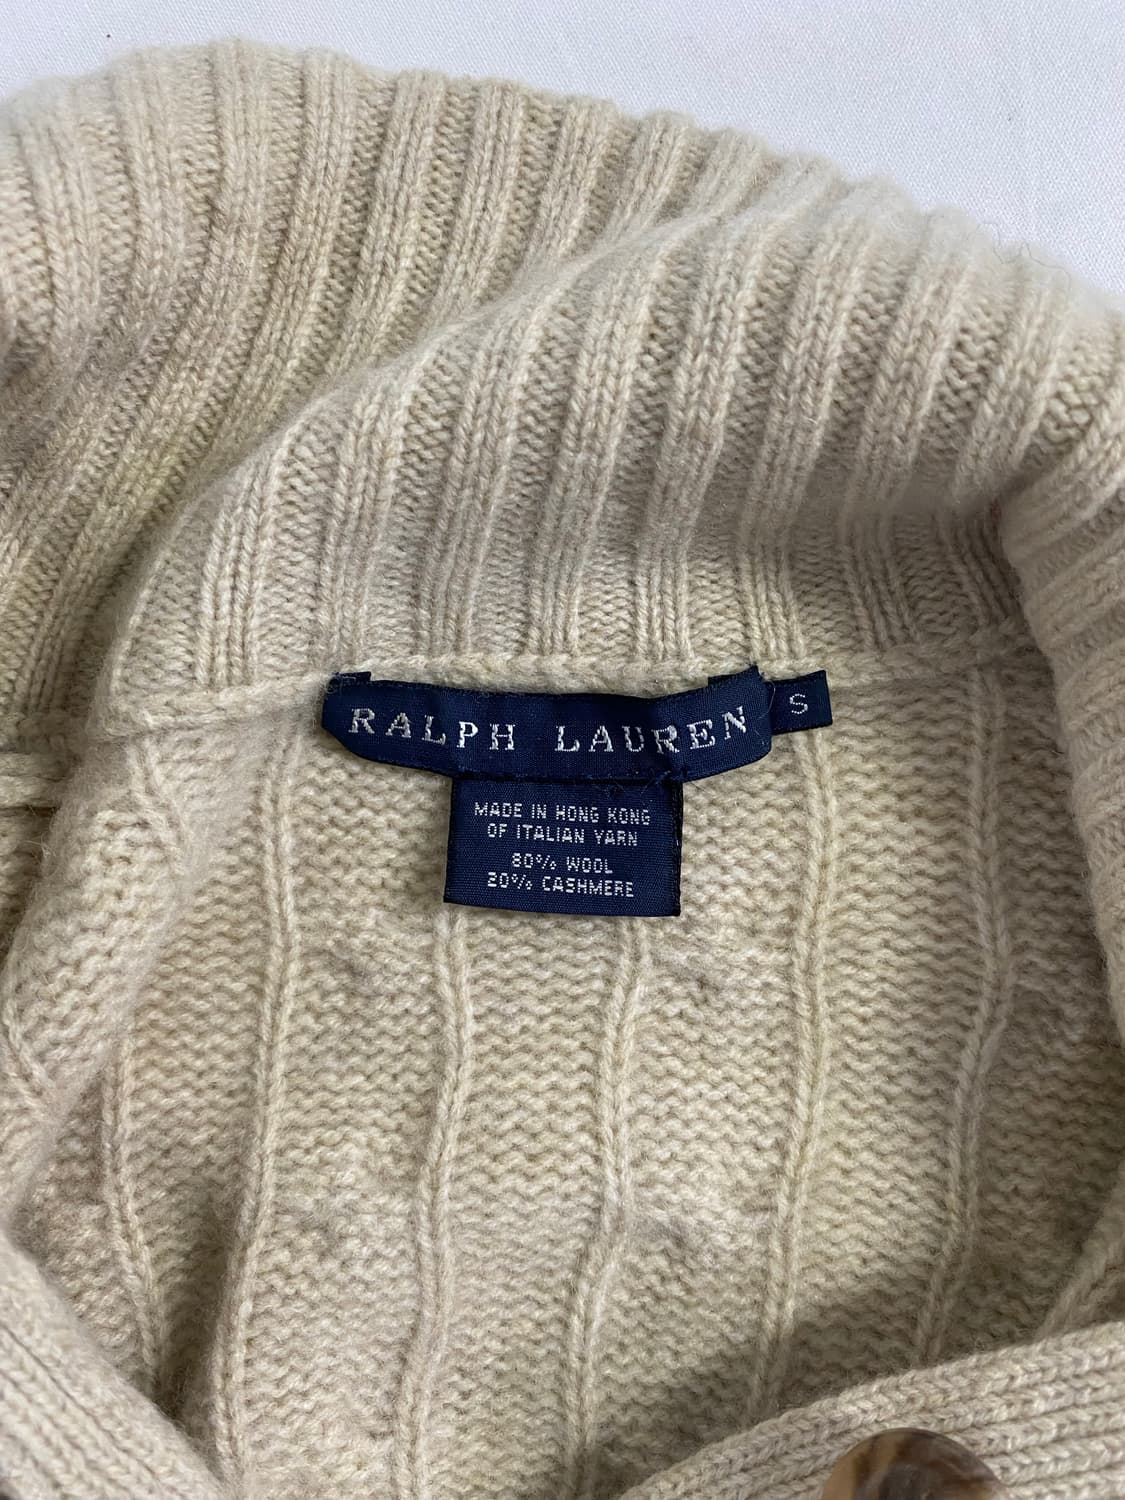 RALPH LAUREN
S
MADE IN HONG KONG
OF ITALIAN YARN
80% WOOL
20% CASHMERE